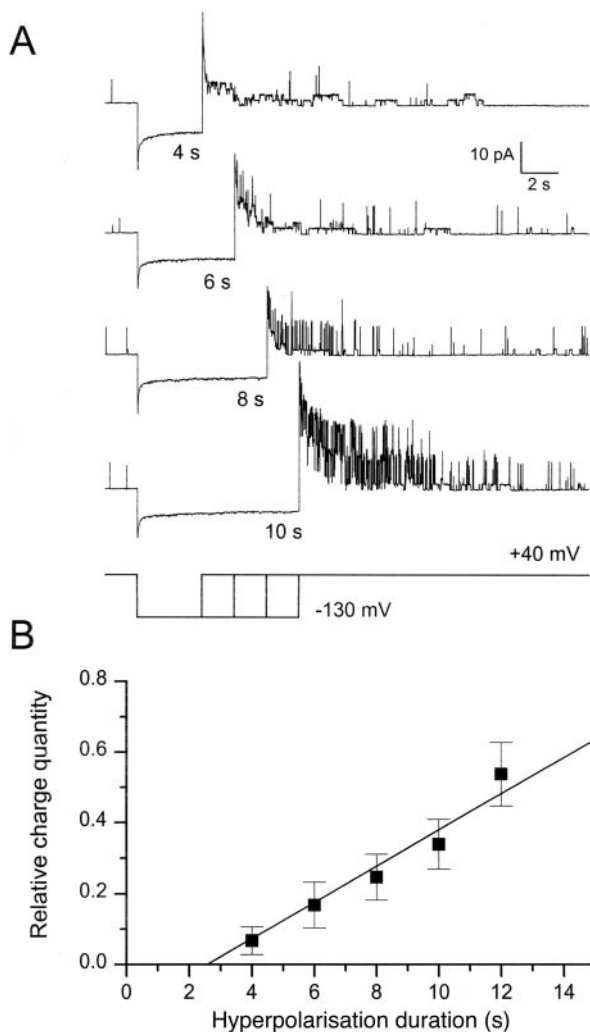 A
4 s
10 pA
2 s
6 s
8 s
10 s
+40 mV
-130 mV
B
0.8
0.6
0.4
0.2
0.0
Relative charge quantity
0 2 4 6 8 10 12 14
Hyperpolarisation duration (s)